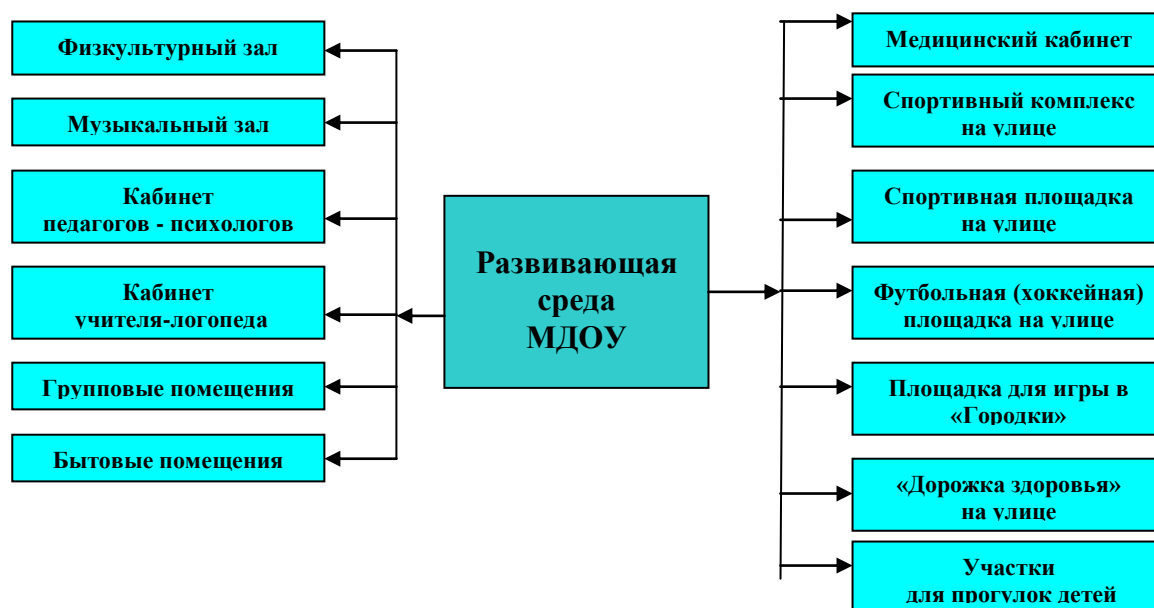 Физкультурный зал
Музыкальный зал
Кабинет
педагогов - психологов
Кабинет
учителя-логопеда
Групповые помещения
Бытовые помещения
Развивающая
среда
МДОУ
Медицинский кабинет
Спортивный комплекс
на улице
Спортивная площадка
на улице
Футбольная (хоккейная)
площадка на улице
Площадка для игры в
«Городки»
«Дорожка здоровья»
на улице
Участки
для прогулок детей